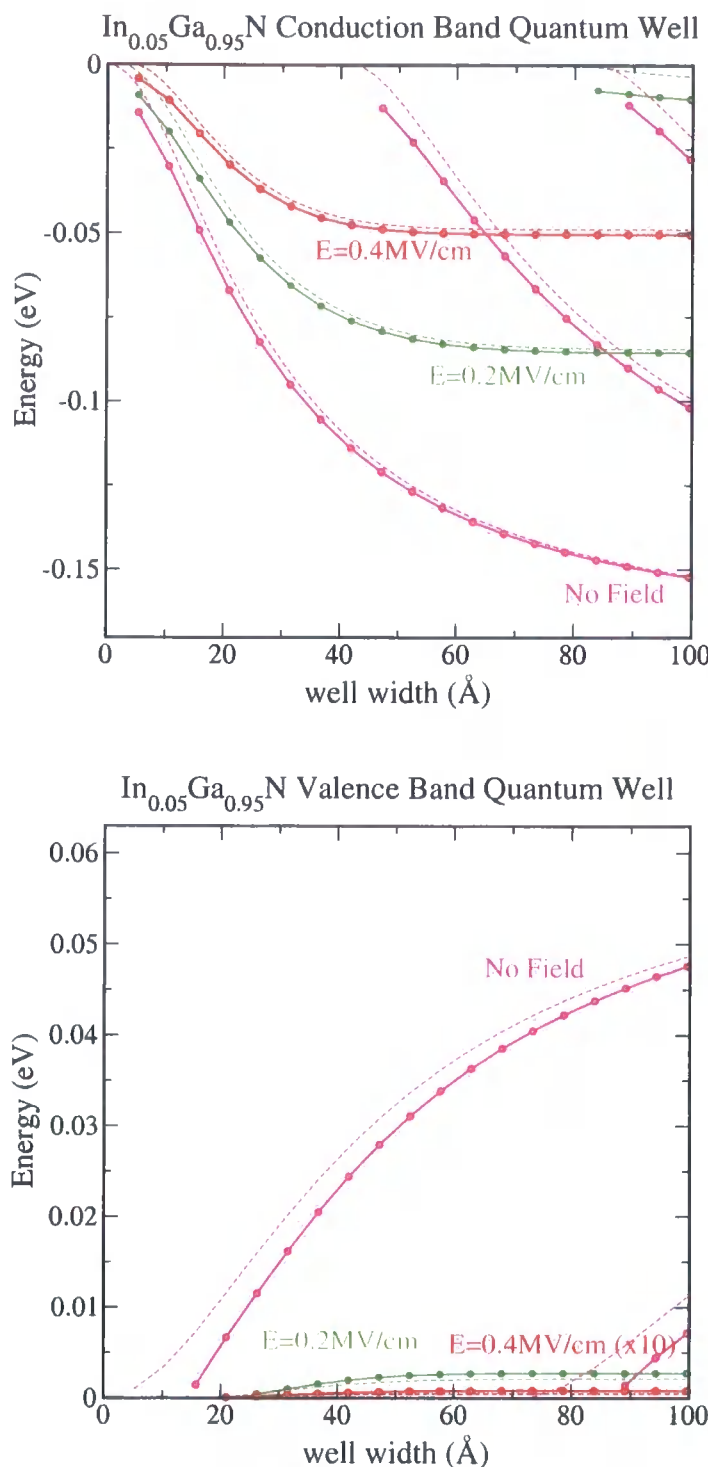 In0.05Ga0.95N Conduction Band Quantum Well
0
-0.05
-0.1
-0.15
Energy (eV)
E=0.4MV/cm
E=0.2MV/cm
No Field
0 20 40 60 80 100
well width (Å)
In0.05Ga0.95N Valence Band Quantum Well
0.06
0.05
0.04
0.03
0.02
0.01
0
Energy (eV)
No Field
E=0.2MV/cm
E=0.4MV/cm (x10)
0 20 40 60 80 100
well width (Å)